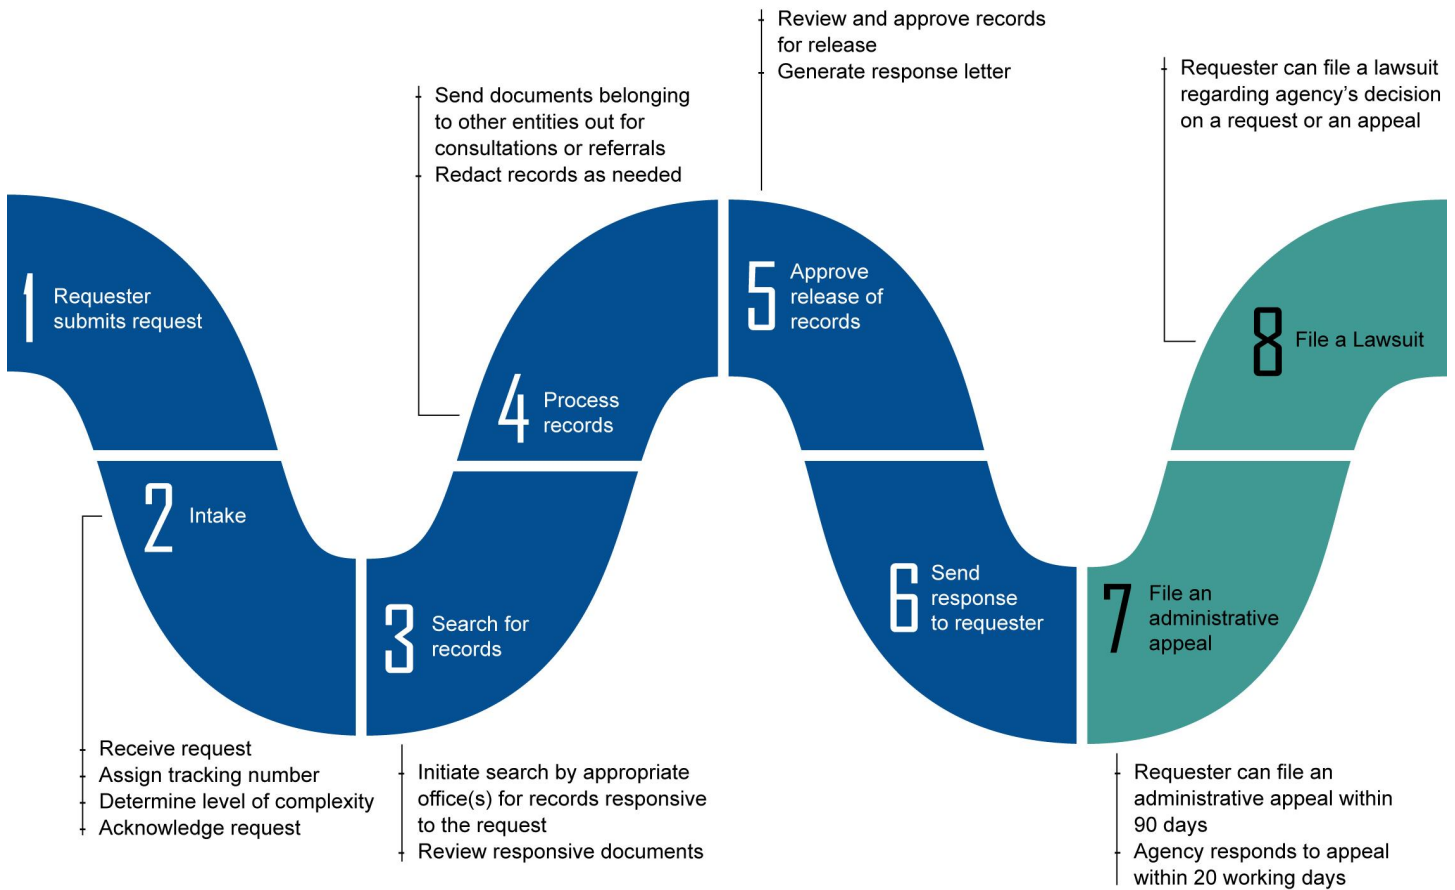 1
Requester
submits request
2
Intake
- Receive request
- Assign tracking number
- Determine level of complexity
- Acknowledge request
3
Search for
records
- Initiate search by appropriate
office(s) for records responsive
to the request
- Review responsive documents
4
Process
records
- Send documents belonging
to other entities out for
consultations or referrals
- Redact records as needed
5
Approve
release of
records
- Review and approve records
for release
- Generate response letter
6
Send
response
to requester
7
File an
administrative
appeal
- Requester can file an
administrative appeal within
90 days
- Agency responds to appeal
within 20 working days
8
File a Lawsuit
- Requester can file a lawsuit
regarding agency’s decision
on a request or an appeal